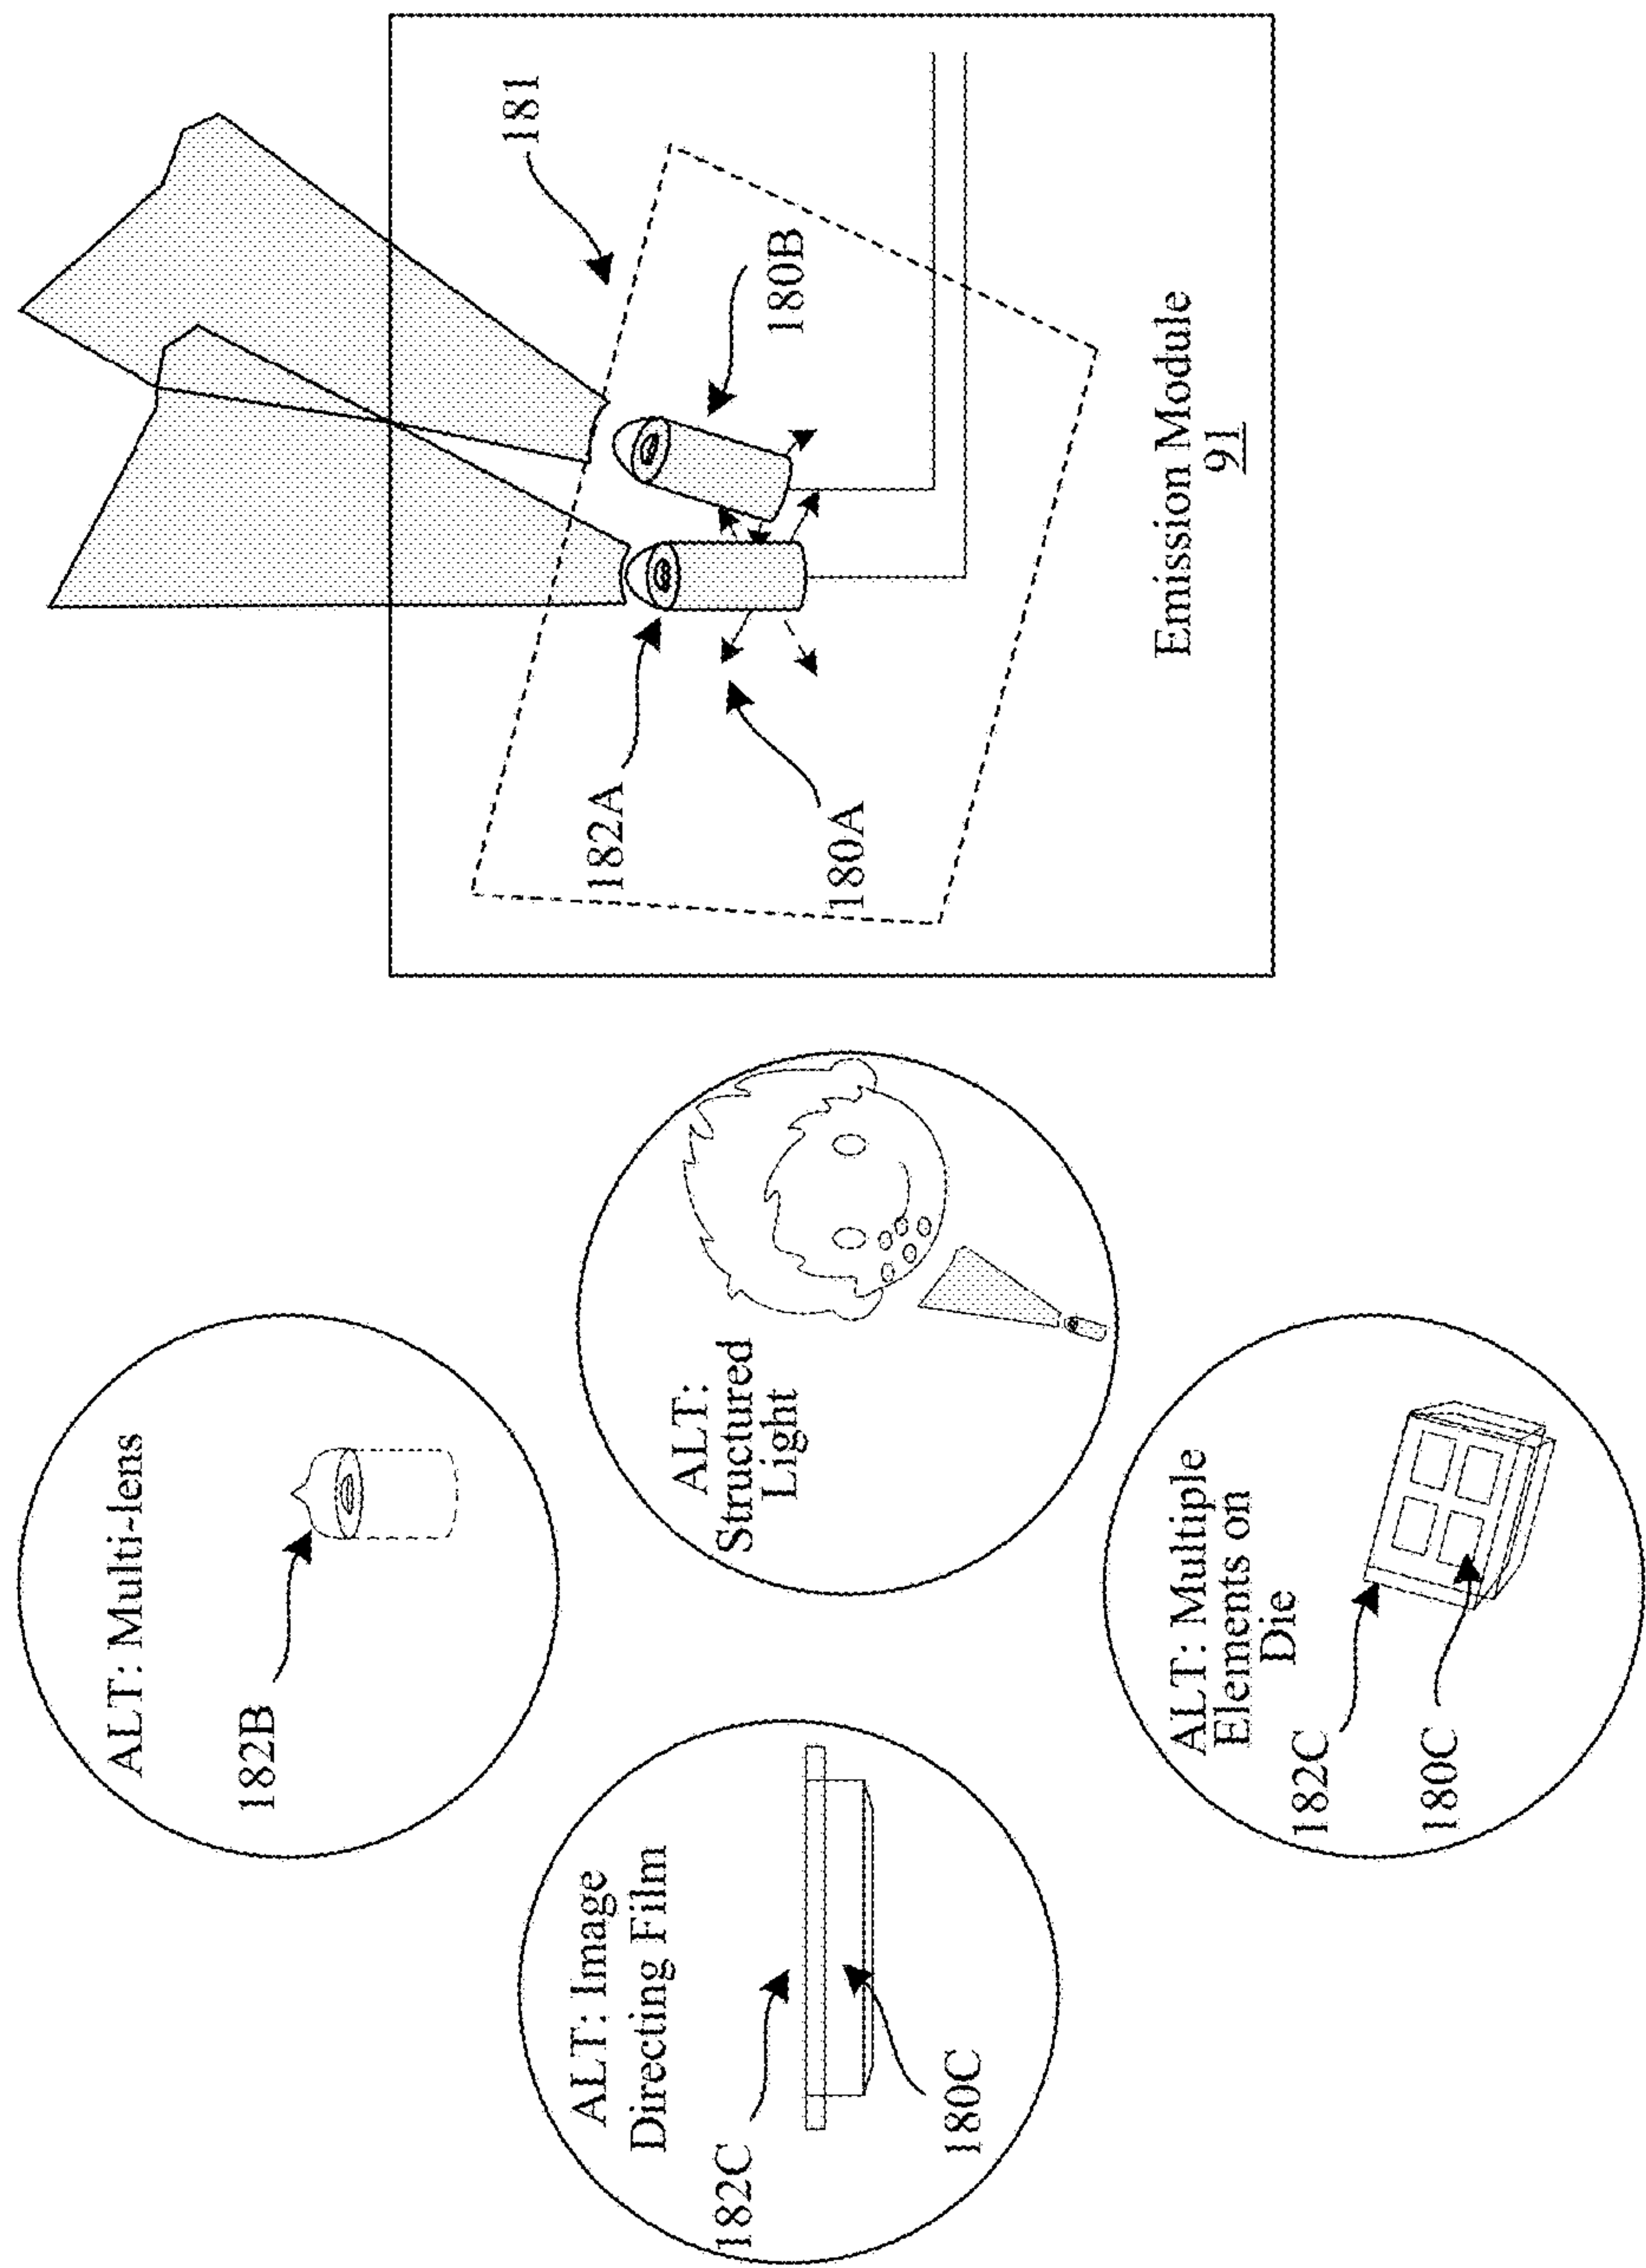 ALT: Image
Directing Film
182C
180C
ALT: Multi-lens
182B
ALT:
Structured
Light
ALT: Multiple
Elements on
Die
182C
180C
181
180B
182A
180A
Emission Module
91